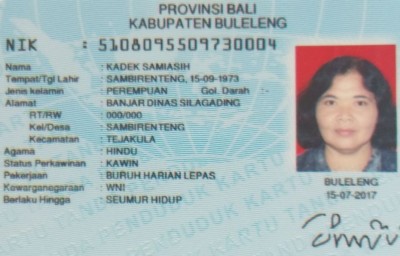 PROVINSI BALI
KABUPATEN BULELENG
NIK : 5108095509730004
Nama : KADEK SAMIASIH
Tempat/Tgl Lahir : SAMBIRENTENG, 15-09-1973
Jenis kelamin : PEREMPUAN Gol. Darah : -
Alamat : BANJAR DINAS SILAGADING
RT/RW : 000/000
Kel/Desa : SAMBIRENTENG
Kecamatan : TEJAKULA
Agama : HINDU
Status Perkawinan : KAWIN
Pekerjaan : BURUH HARIAN LEPAS
Kewarganegaraan : WNI
Berlaku Hingga : SEUMUR HIDUP
BULELENG
15-07-2017